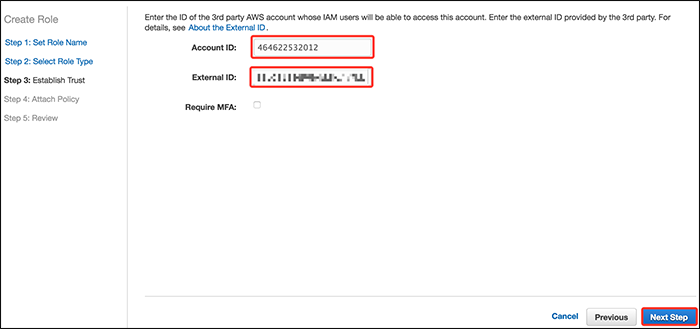 Create Role
Step 1: Set Role Name
Step 2: Select Role Type
Step 3: Establish Trust
Step 4: Attach Policy
Step 5: Review
Enter the ID of the 3rd party AWS account whose IAM users will be able to access this account. Enter the external ID provided by the 3rd party. For
details, see About the External ID.
Account ID: 464622532012
External ID:
Require MFA:
Cancel Previous Next Step